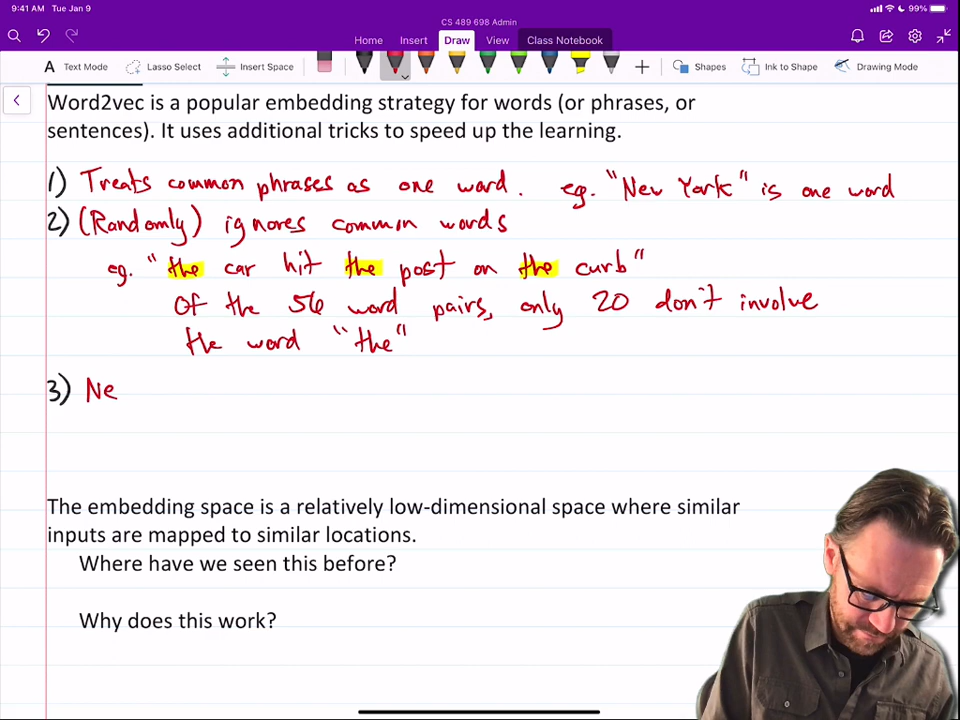 9:41 AM Tue Jan 9
99%
CS 489 698 Admin
Home Insert Draw View Class Notebook
A Text Mode Lasso Select Insert Space Shapes Ink to Shape Drawing Mode
Word2vec is a popular embedding strategy for words (or phrases, or
sentences). It uses additional tricks to speed up the learning.
1) Treats common phrases as one word. eg. "New York" is one word
2) (Randomly) ignores common words
eg. "the car hit the post on the curb"
Of the 56 word pairs, only 20 don't involve
the word "the"
3) Ne
The embedding space is a relatively low-dimensional space where similar
inputs are mapped to similar locations.
Where have we seen this before?
Why does this work?